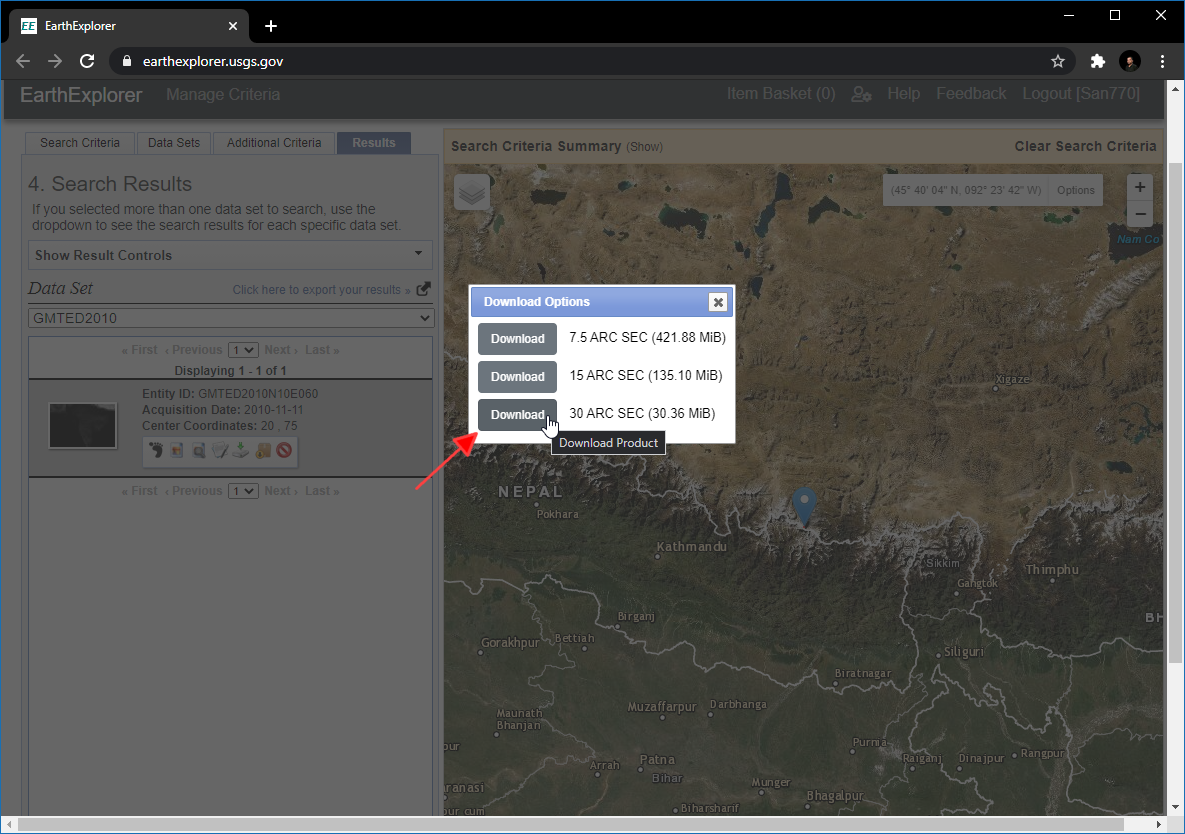 EarthExplorer
earthexplorer.usgs.gov
EarthExplorer Manage Criteria Item Basket (0) Help Feedback Logout [San770]
Search Criteria Data Sets Additional Criteria Results
4. Search Results
If you selected more than one data set to search, use the
dropdown to see the search results for each specific data set.
Show Result Controls
Data Set Click here to export your results »
GMTED2010
« First ‹ Previous 1 Next › Last »
Displaying 1 - 1 of 1
Entity ID: GMTED2010N10E060
Acquisition Date: 2010-11-11
Center Coordinates: 20 , 75
« First ‹ Previous 1 Next › Last »
Search Criteria Summary (Show) Clear Search Criteria
(45° 40' 04" N, 092° 23' 42" W) Options
+
−
Nam Co
Download Options
Download 7.5 ARC SEC (421.88 MiB)
Download 15 ARC SEC (135.10 MiB)
Download 30 ARC SEC (30.36 MiB)
Download Product
Xigaze
NEPAL
Pokhara
Kathmandu
Sikkim
Thimphu
Gangtok
BH
Birganj
Gorakhpur Bettiah
Siliguri
Biratnagar
Muzaffarpur Darbhanga
Maunath
Bhanjan
pur
Purnia
Raiganj Dinajpur Rangpur
Patna
Arrah
Bihar
Munger
aranasi
Bhagalpur
pur cum
Biharsharif